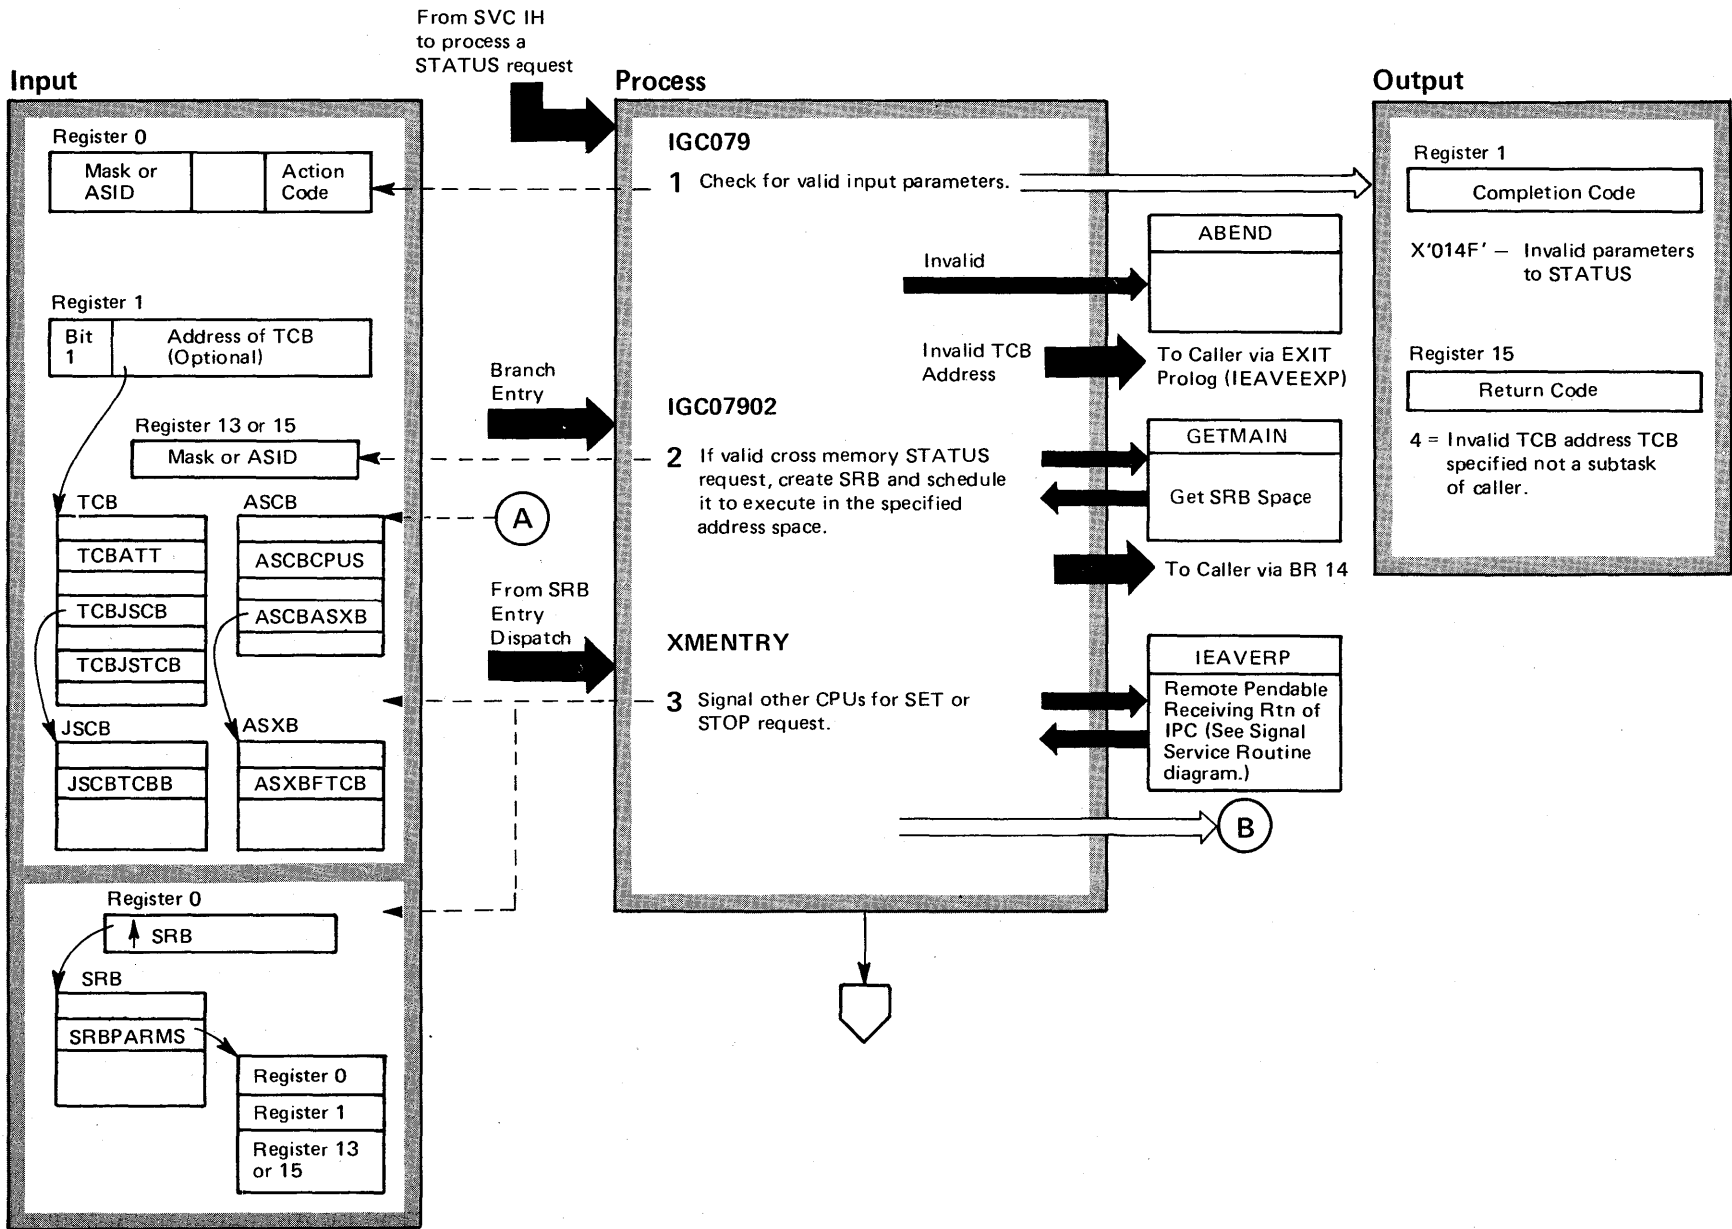 From SVC IH
to process a
STATUS request
Input
Process
Output
Register 0
Mask or
ASID
Action
Code
Register 1
Bit
1
Address of TCB
(Optional)
Register 13 or 15
Mask or ASID
TCB
TCBATT
TCBJSCB
TCBJSTCB
ASCB
ASCBCPUS
ASCBASXB
A
JSCB
JSCBTCBB
ASXB
ASXBFTCB
Register 0
SRB
SRB
SRBPARMS
Register 0
Register 1
Register 13
or 15
Branch
Entry
From SRB
Entry
Dispatch
IGC079
1 Check for valid input parameters.
Invalid
ABEND
Invalid TCB
Address
To Caller via EXIT
Prolog (IEAVEEXP)
IGC07902
2 If valid cross memory STATUS
request, create SRB and schedule
it to execute in the specified
address space.
GETMAIN
Get SRB Space
To Caller via BR 14
XMENTRY
3 Signal other CPUs for SET or
STOP request.
IEAVERP
Remote Pendable
Receiving Rtn of
IPC (See Signal
Service Routine
diagram.)
B
Register 1
Completion Code
X'014F' – Invalid parameters
to STATUS
Register 15
Return Code
4 = Invalid TCB address TCB
specified not a subtask
of caller.